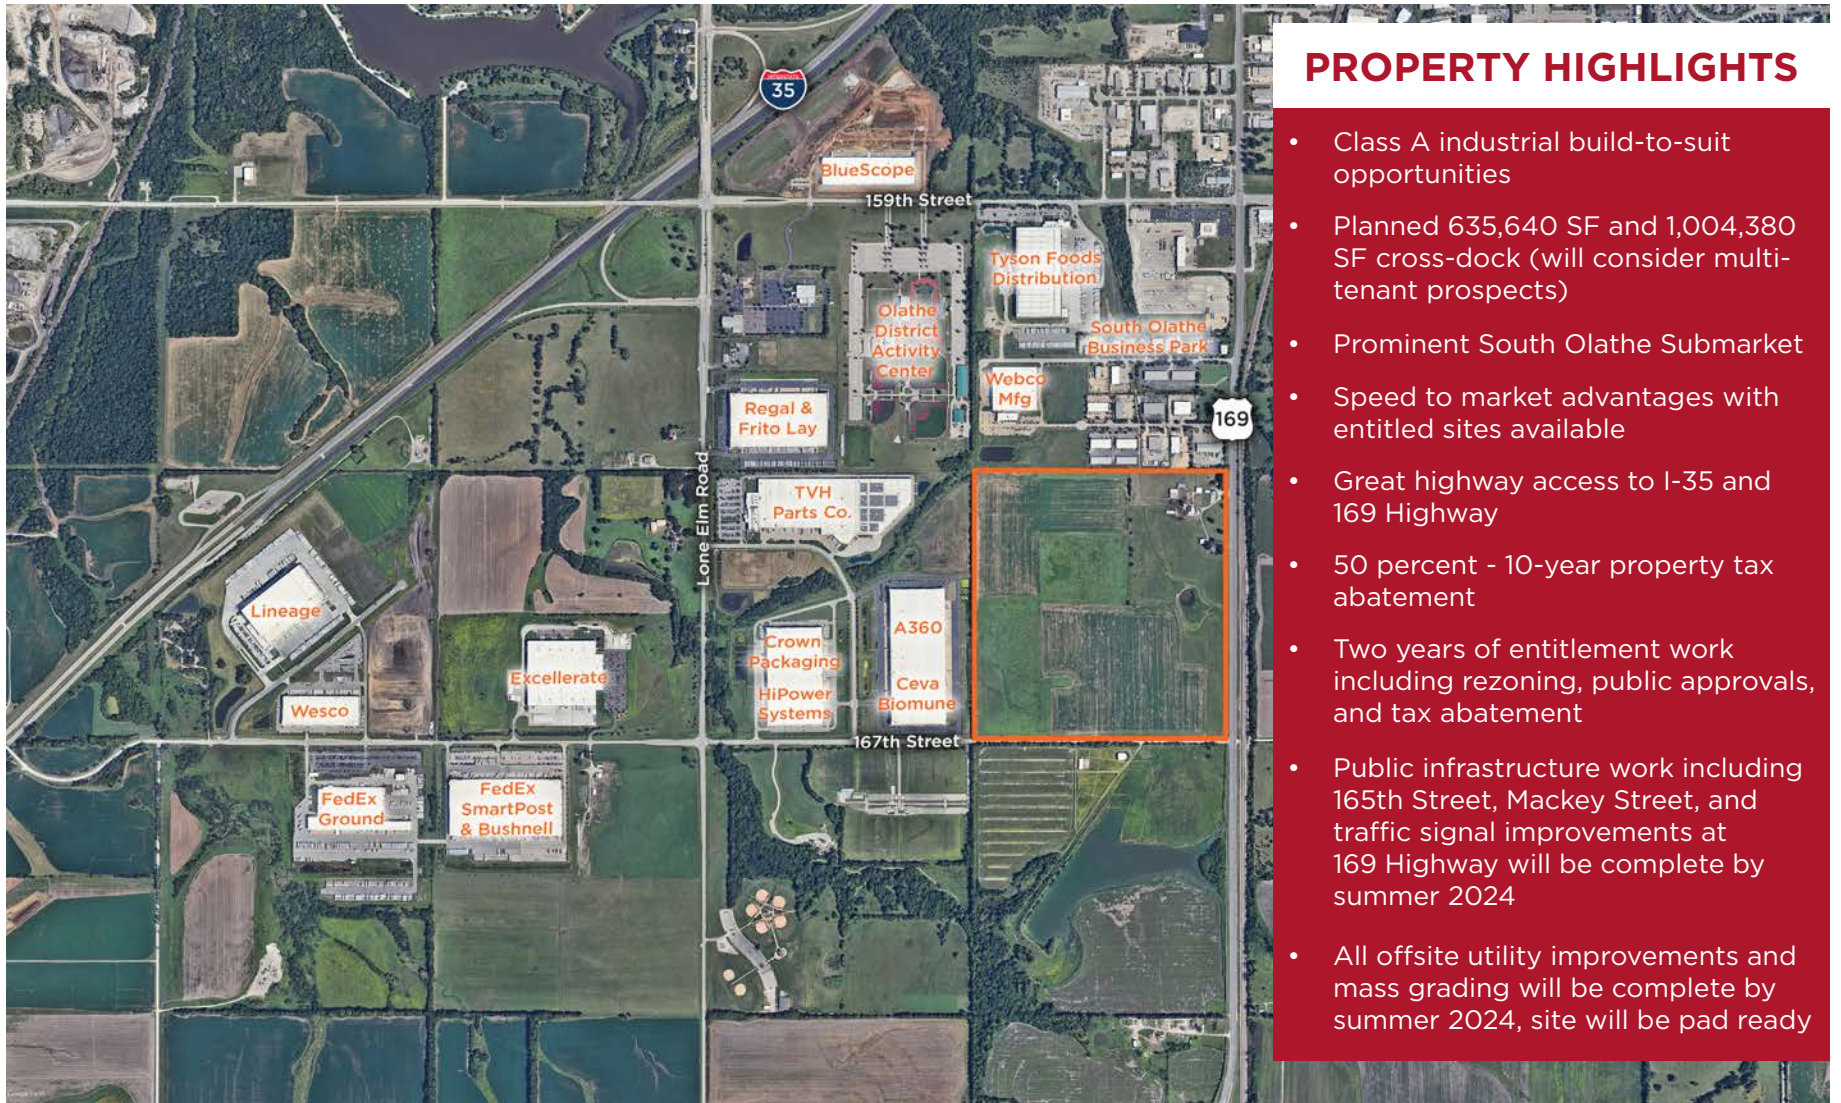 PROPERTY HIGHLIGHTS
• Class A industrial build-to-suit
opportunities
• Planned 635,640 SF and 1,004,380
SF cross-dock (will consider multi-
tenant prospects)
• Prominent South Olathe Submarket
• Speed to market advantages with
entitled sites available
• Great highway access to I-35 and
169 Highway
• 50 percent - 10-year property tax
abatement
• Two years of entitlement work
including rezoning, public approvals,
and tax abatement
• Public infrastructure work including
165th Street, Mackey Street, and
traffic signal improvements at
169 Highway will be complete by
summer 2024
• All offsite utility improvements and
mass grading will be complete by
summer 2024, site will be pad ready
INTERSTATE
35
BlueScope
159th Street
Tyson Foods
Distribution
Olathe
District
Activity
Center
South Olathe
Business Park
Webco
Mfg
169
Regal &
Frito Lay
Lone Elm Road
TVH
Parts Co.
Lineage
A360
Crown
Packaging
HiPower
Systems
Ceva
Biomune
Excellerate
Wesco
167th Street
FedEx
Ground
FedEx
SmartPost
& Bushnell